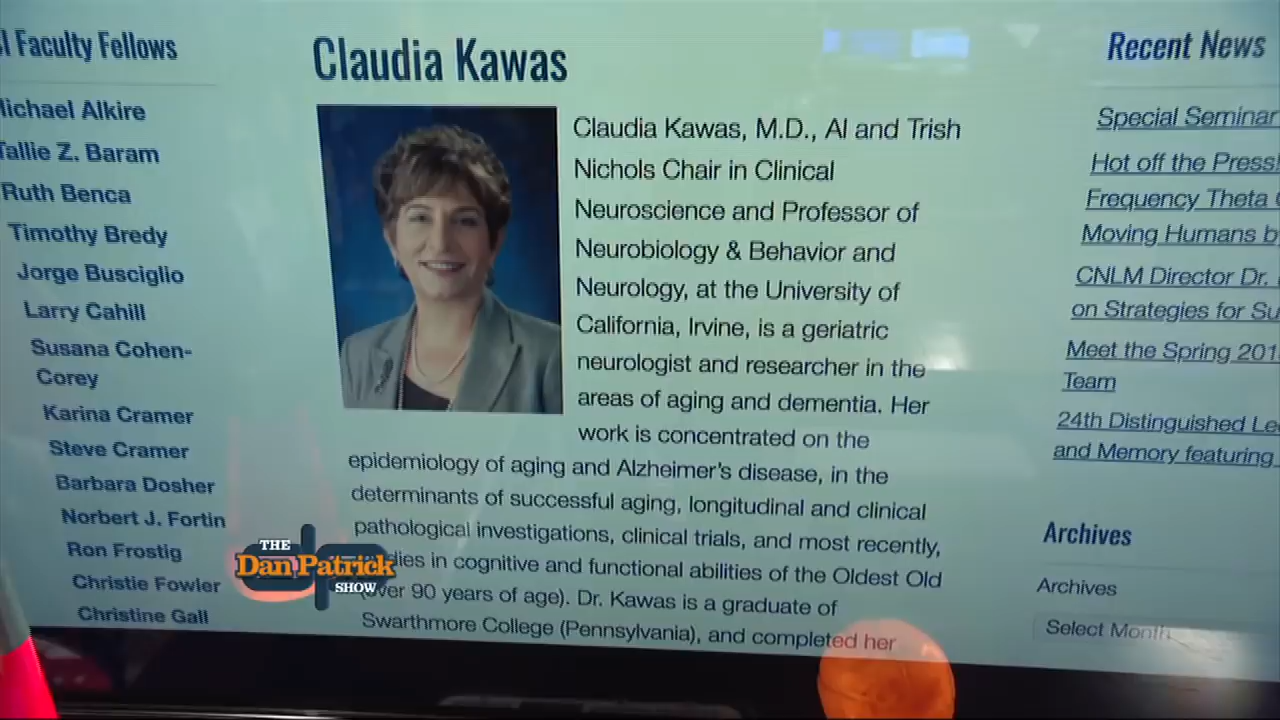 Faculty Fellows
Michael Alkire
Tallie Z. Baram
Ruth Benca
Timothy Bredy
Jorge Busciglio
Larry Cahill
Susana Cohen-
Corey
Karina Cramer
Steve Cramer
Barbara Dosher
Norbert J. Fortin
Ron Frostig
Christie Fowler
Christine Gall
Claudia Kawas
Claudia Kawas, M.D., Al and Trish
Nichols Chair in Clinical
Neuroscience and Professor of
Neurobiology & Behavior and
Neurology, at the University of
California, Irvine, is a geriatric
neurologist and researcher in the
areas of aging and dementia. Her
work is concentrated on the
epidemiology of aging and Alzheimer's disease, in the
determinants of successful aging, longitudinal and clinical
pathological investigations, clinical trials, and most recently,
dies in cognitive and functional abilities of the Oldest Old
(over 90 years of age). Dr. Kawas is a graduate of
Swarthmore College (Pennsylvania), and completed her
THE
Dan Patrick
SHOW
Recent News
Special Seminar
Hot off the Press!
Frequency Theta
Moving Humans b
CNLM Director Dr.
on Strategies for Su
Meet the Spring 201
Team
24th Distinguished Le
and Memory featuring
Archives
Archives
Select Month